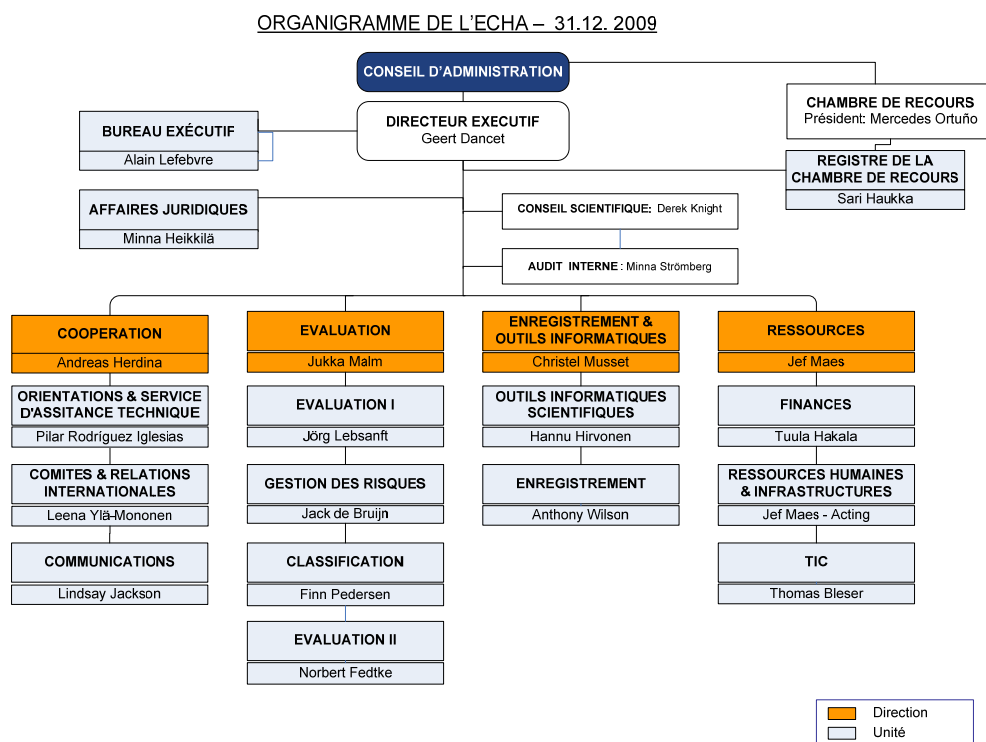 ORGANIGRAMME DE L'ECHA – 31.12. 2009
CONSEIL D'ADMINISTRATION
DIRECTEUR EXECUTIF
Geert Dancet
CHAMBRE DE RECOURS
Président: Mercedes Ortuño
BUREAU EXÉCUTIF
Alain Lefebvre
REGISTRE DE LA
CHAMBRE DE RECOURS
Sari Haukka
AFFAIRES JURIDIQUES
Minna Heikkilä
CONSEIL SCIENTIFIQUE: Derek Knight
AUDIT INTERNE : Minna Strömberg
COOPERATION
Andreas Herdina
ORIENTATIONS & SERVICE
D'ASSITANCE TECHNIQUE
Pilar Rodríguez Iglesias
COMITES & RELATIONS
INTERNATIONALES
Leena Ylä-Mononen
COMMUNICATIONS
Lindsay Jackson
EVALUATION
Jukka Malm
EVALUATION I
Jörg Lebsanft
GESTION DES RISQUES
Jack de Bruijn
CLASSIFICATION
Finn Pedersen
EVALUATION II
Norbert Fedtke
ENREGISTREMENT &
OUTILS INFORMATIQUES
Christel Musset
OUTILS INFORMATIQUES
SCIENTIFIQUES
Hannu Hirvonen
ENREGISTREMENT
Anthony Wilson
RESSOURCES
Jef Maes
FINANCES
Tuula Hakala
RESSOURCES HUMAINES
& INFRASTRUCTURES
Jef Maes - Acting
TIC
Thomas Bleser
Direction
Unité